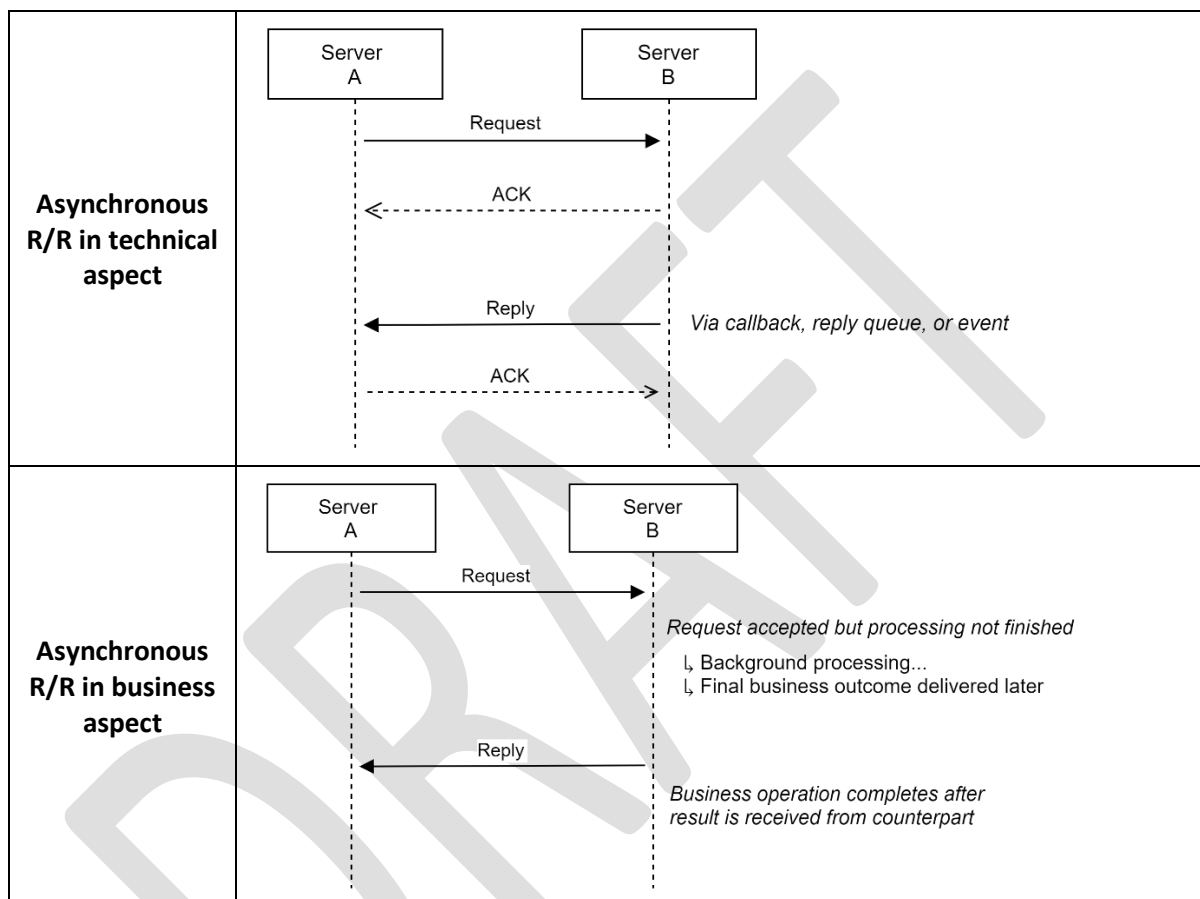 Asynchronous
R/R in technical
aspect
Server
A
Server
B
Request
ACK
Reply
Via callback, reply queue, or event
ACK
Asynchronous
R/R in business
aspect
Server
A
Server
B
Request
Request accepted but processing not finished
↳ Background processing...
↳ Final business outcome delivered later
Reply
Business operation completes after
result is received from counterpart
DRAFT